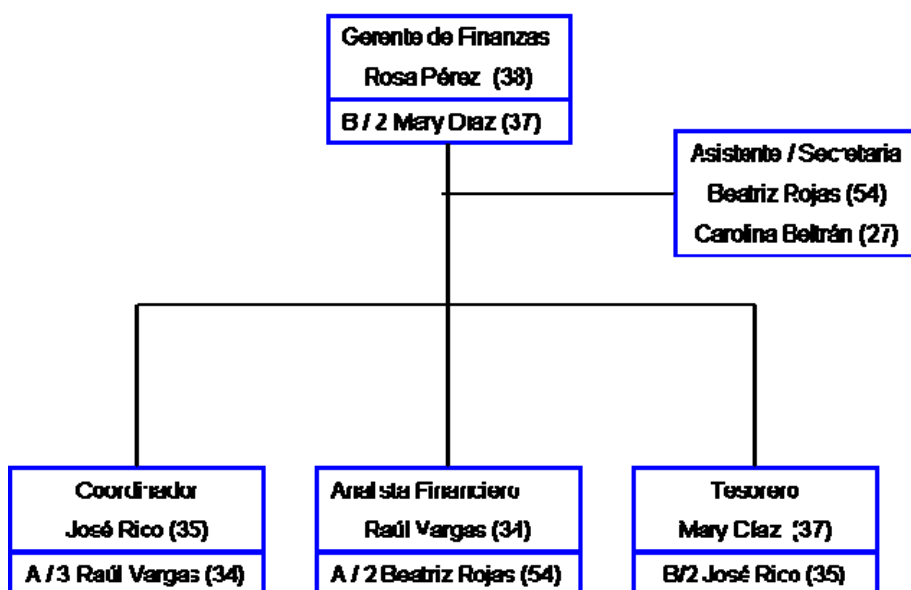 Gerente de Finanzas
Rosa Pérez (38)
B / 2 Mary Díaz (37)
Asistente / Secretaria
Beatriz Rojas (54)
Carolina Beltrán (27)
Coordinador
José Rico (35)
A / 3 Raúl Vargas (34)
Analista Financiero
Raúl Vargas (34)
A / 2 Beatriz Rojas (54)
Tesorero
Mary Díaz (37)
B/2 José Rico (35)